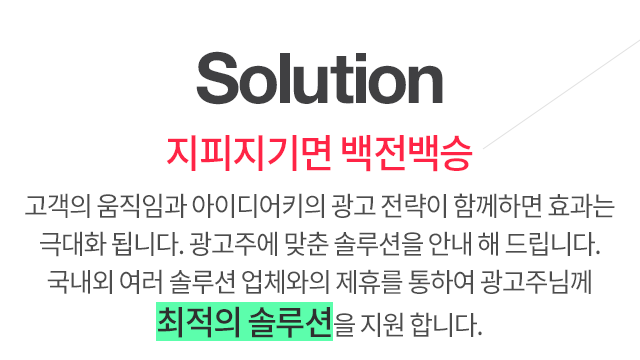 Solution
지피지기면 백전백승
고객의 움직임과 아이디어키의 광고 전략이 함께하면 효과는
극대화 됩니다. 광고주에 맞춘 솔루션을 안내 해 드립니다.
국내외 여러 솔루션 업체와의 제휴를 통하여 광고주님께
최적의 솔루션을 지원 합니다.